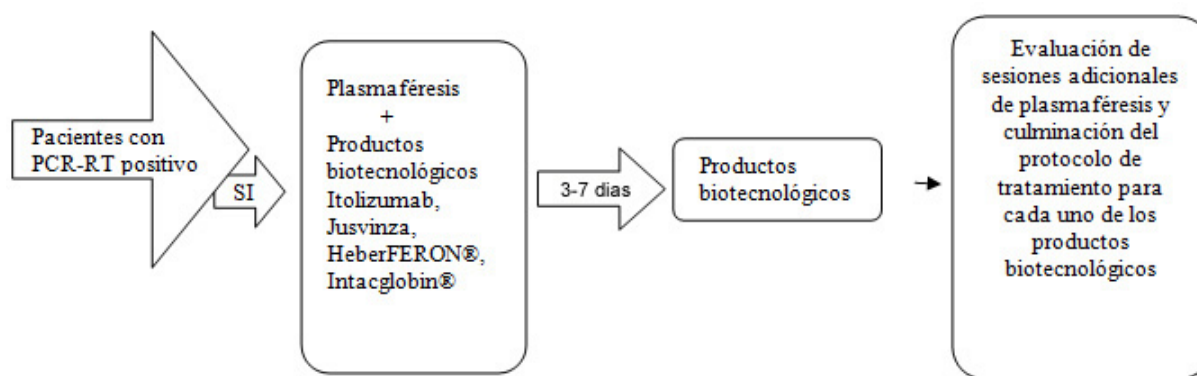 Pacientes con
PCR-RT positivo
SI
Plasmaféresis
+
Productos
biotecnológicos
Itolizumab,
Jusvinza,
HeberFERON®,
Intacglobin®
3-7 dias
Productos
biotecnológicos
Evaluación de
sesiones adicionales
de plasmaféresis y
culminación del
protocolo de
tratamiento para
cada uno de los
productos
biotecnológicos